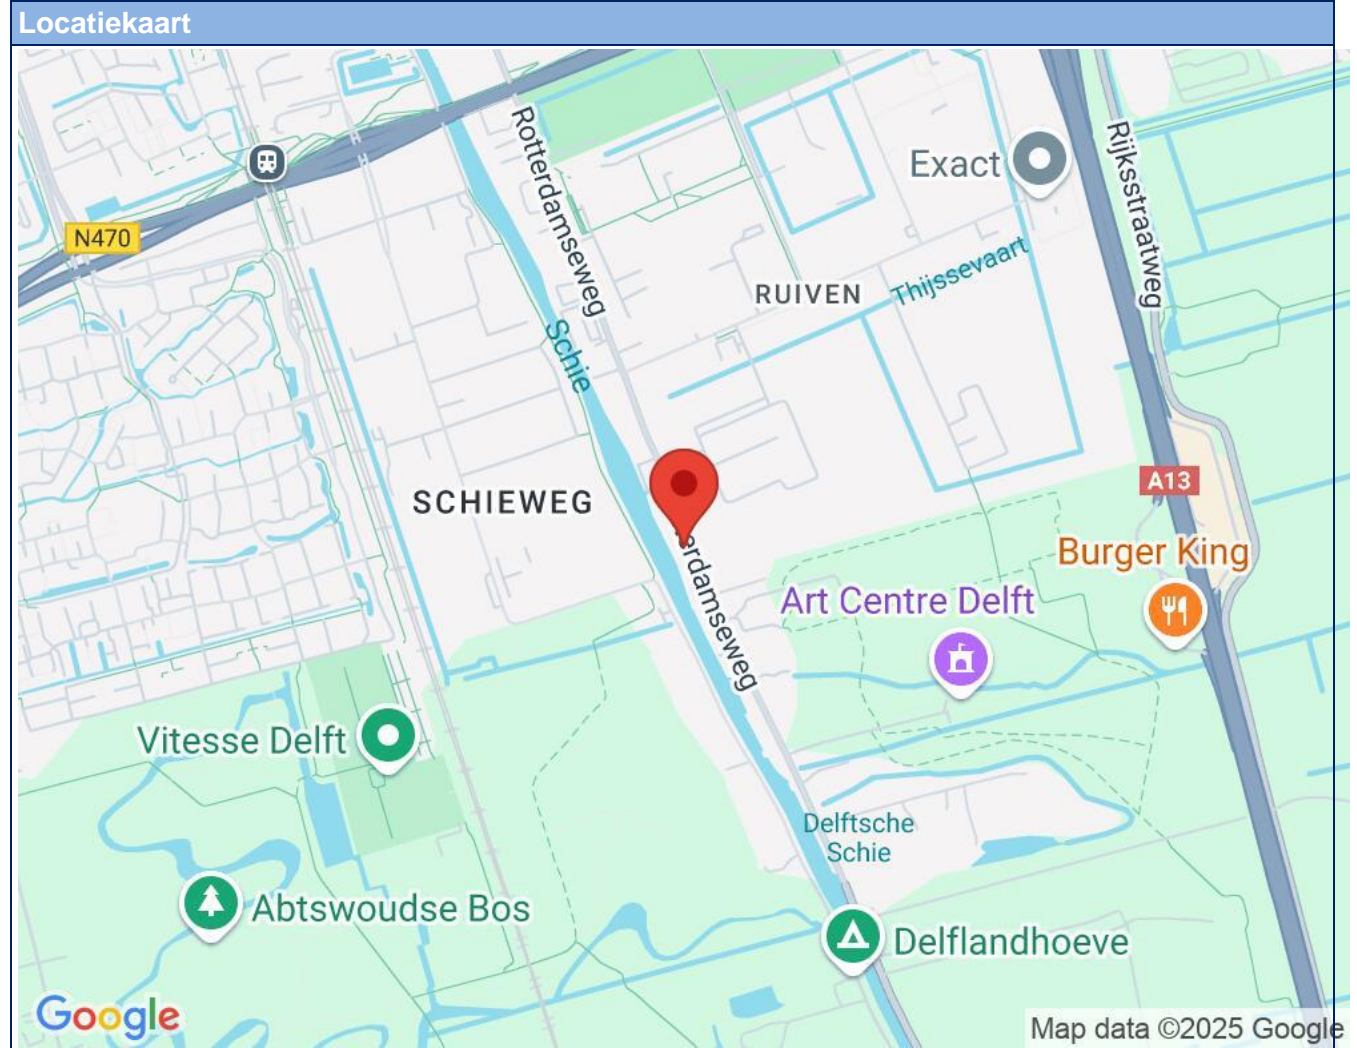 Locatiekaart
Rotterdamseweg
Exact
Rijksstraatweg
N470
Thijssevaart
RUIVEN
Schie
SCHIEWEG
A13
erdamseweg
Burger King
Art Centre Delft
Vitesse Delft
Delftsche
Schie
Abtswoudse Bos
Delflandhoeve
Google
Map data ©2025 Google